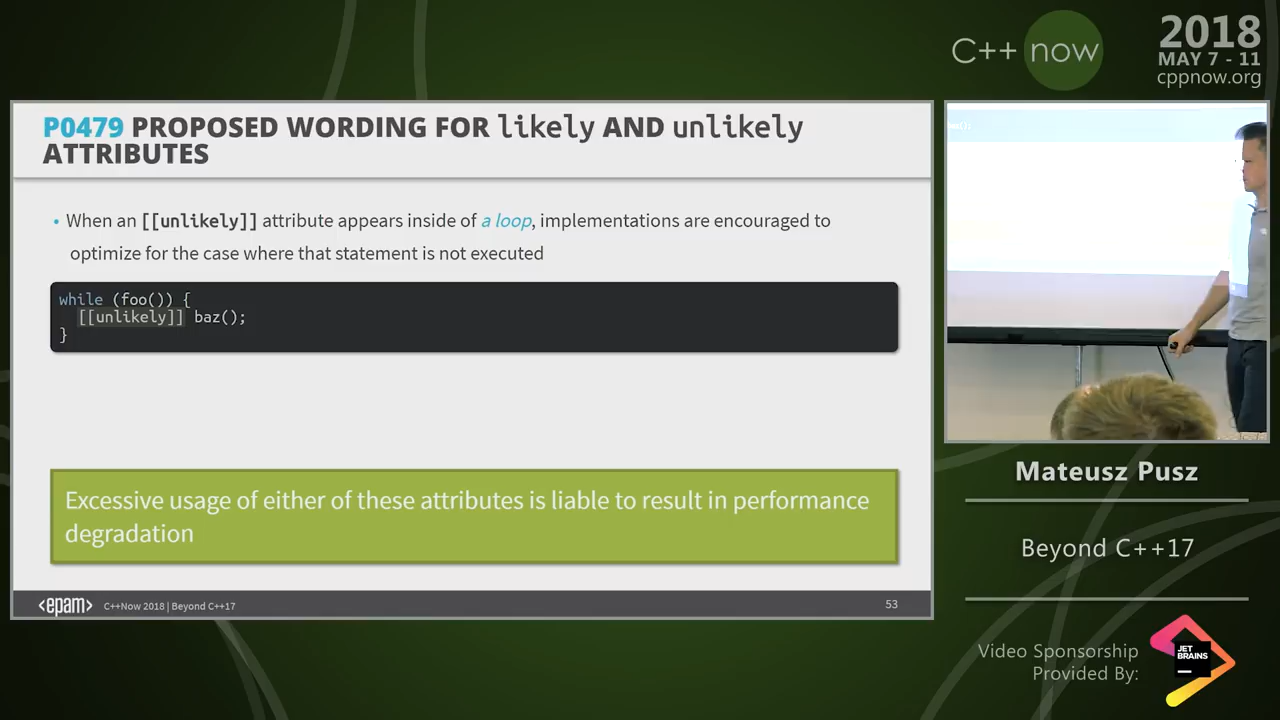 C++ now
2018
MAY 7 - 11
cppnow.org
P0479 PROPOSED WORDING FOR likely AND unlikely
ATTRIBUTES
• When an [[unlikely]] attribute appears inside of a loop, implementations are encouraged to
optimize for the case where that statement is not executed
while (foo()) {
[[unlikely]] baz();
}
Excessive usage of either of these attributes is liable to result in performance
degradation
<epam> C++Now 2018 | Beyond C++17
53
Mateusz Pusz
Beyond C++17
Video Sponsorship
Provided By:
JET
BRAINS